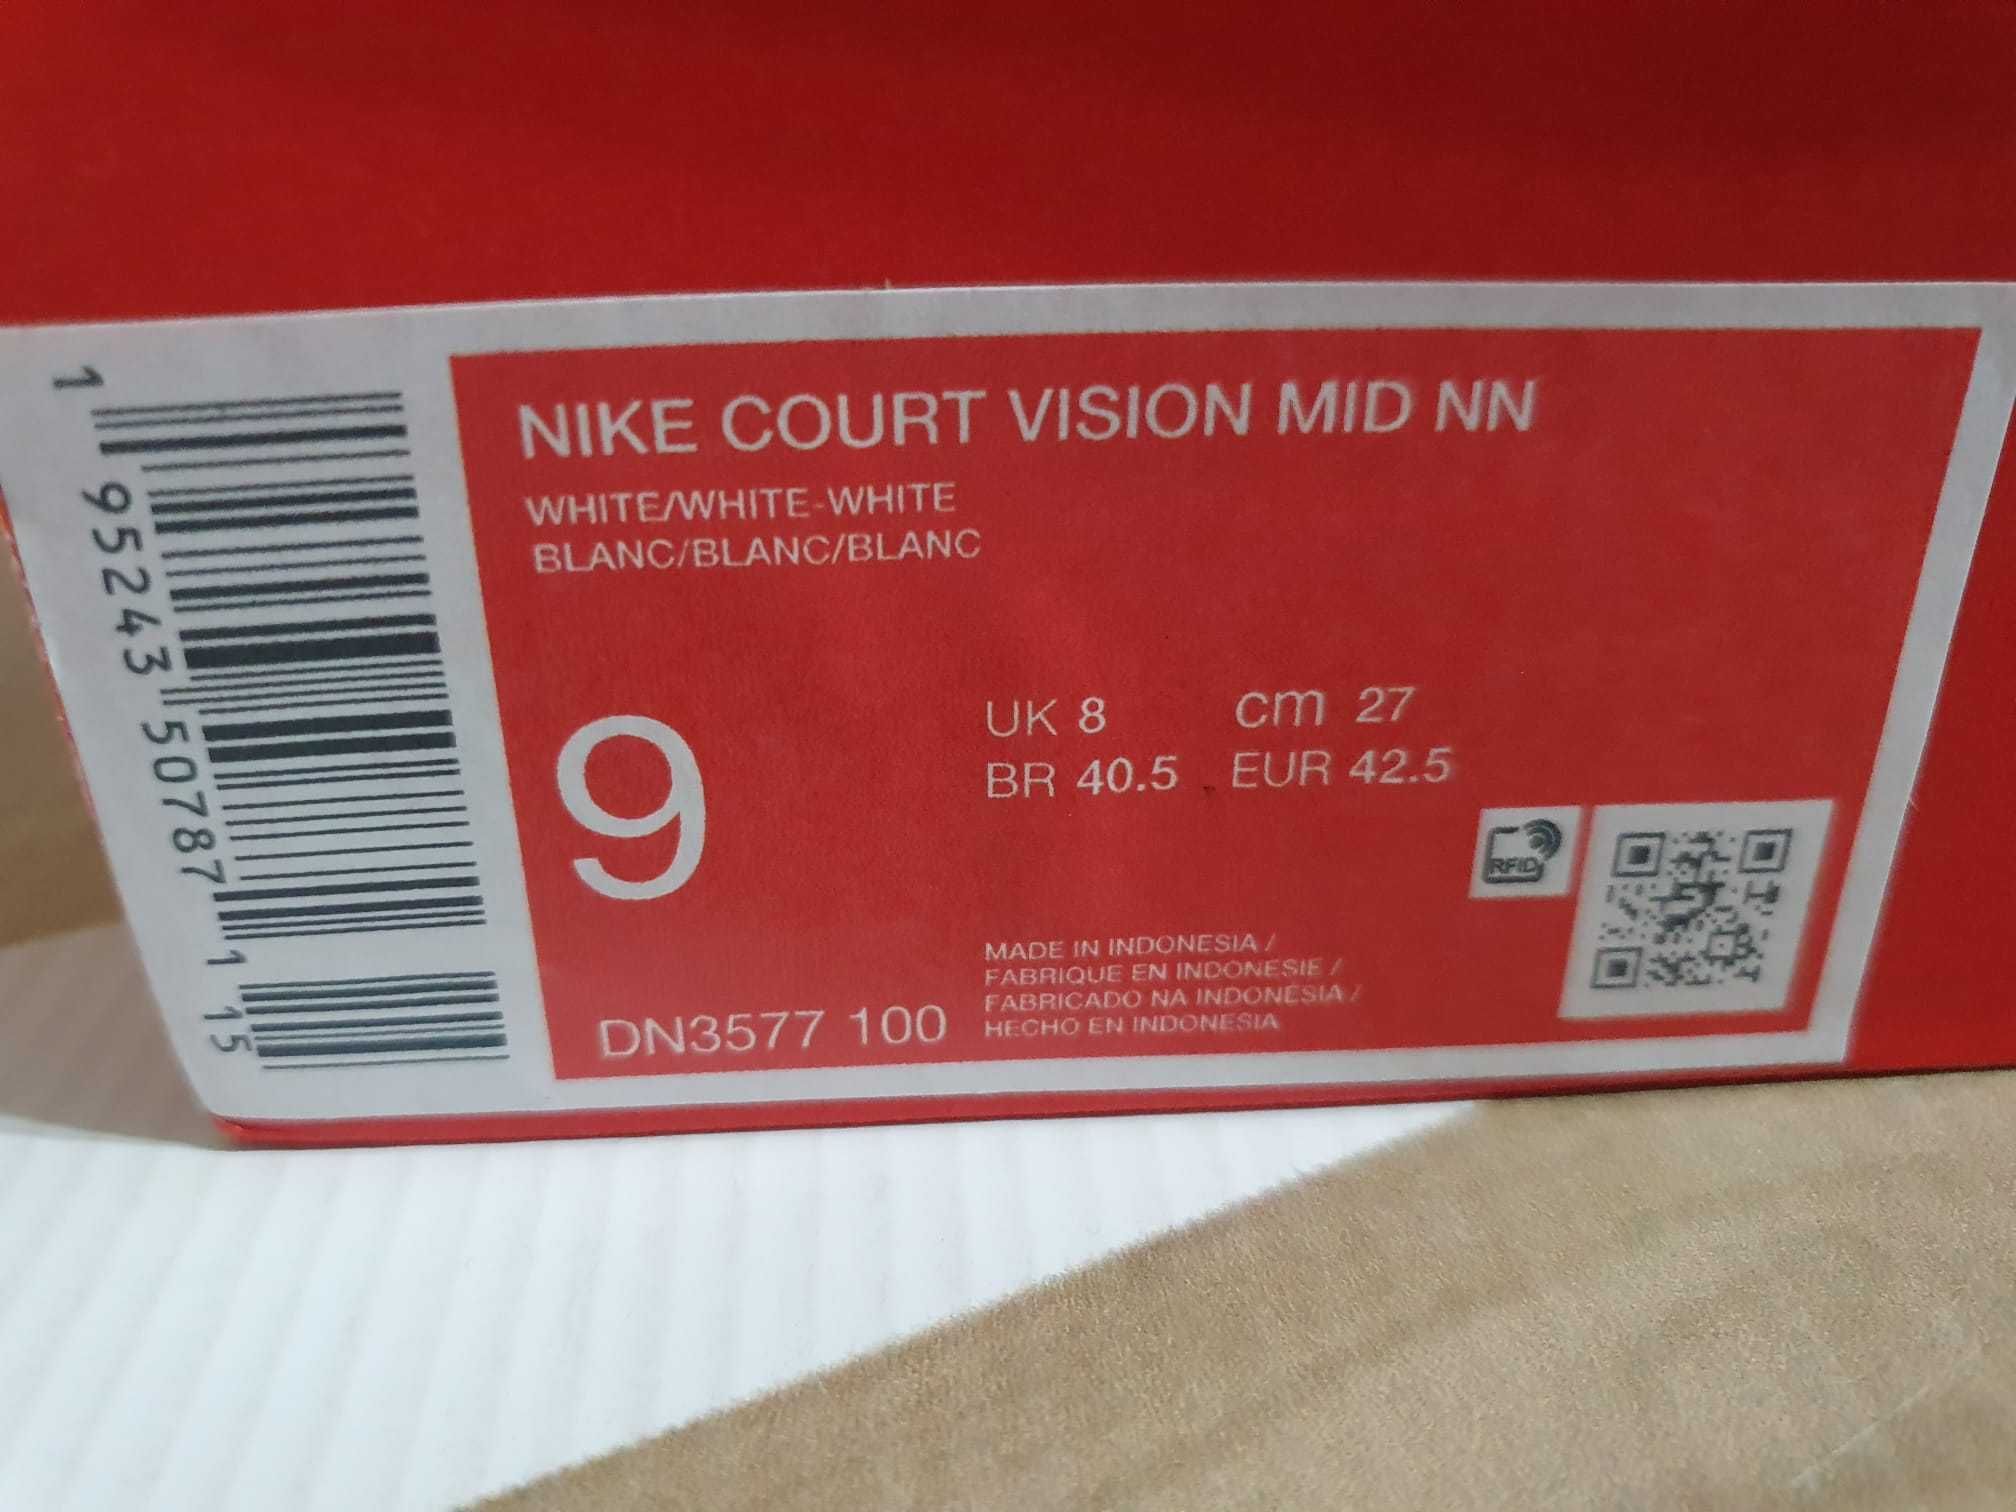 NIKE COURT VISION MID NN
WHITE/WHITE-WHITE
BLANC/BLANC/BLANC
9
UK 8 cm 27
BR 40.5 EUR 42.5
RFID
MADE IN INDONESIA /
FABRIQUE EN INDONESIE /
FABRICADO NA INDONÉSIA /
HECHO EN INDONESIA
DN3577 100
1 95243 50787 1 15